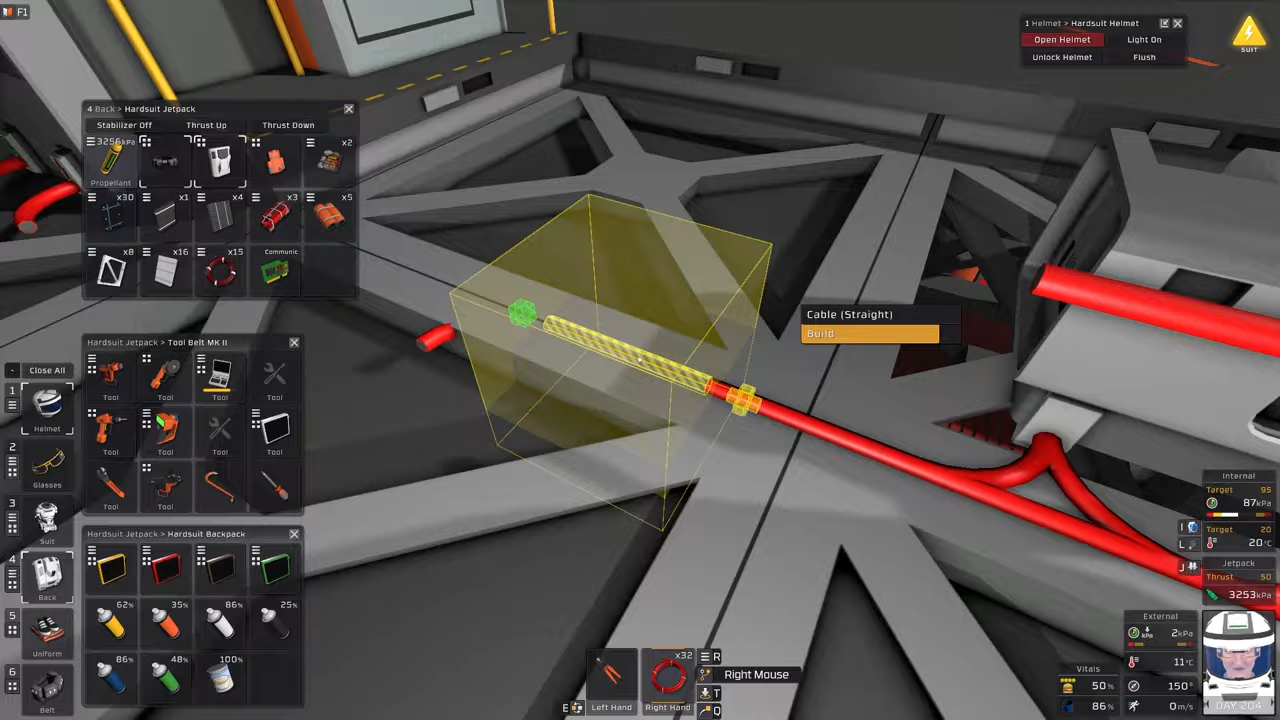 F1
1 Helmet > Hardsuit Helmet
Open Helmet Light On
Unlock Helmet Flush
SUIT
4 Back > Hardsuit Jetpack
Stabilizer Off Thrust Up Thrust Down
3256kPa x2
Propellant
x30 x1 x4 x3 x5
x8 x16 x15 Communic
Cable (Straight)
Build
Hardsuit Jetpack > Tool Belt MK II
Tool Tool Tool Tool
Tool Tool Tool Tool
Tool Tool Tool Tool
- Close All
1
Helmet
2
Glasses
3
Suit
4
Back
5
Uniform
6
Belt
Hardsuit Jetpack > Hardsuit Backpack
62% 35% 86% 25%
86% 48% 100%
E Left Hand
x32
Right Hand
R
Right Mouse
T
Q
Internal
Target 95
87kPa
Target 20
20°C
I
L
J
Jetpack
Thrust 50
3253kPa
External
kPa 2kPa
11°C
150°
0m/s
Vitals
50%
86%
DAY 204